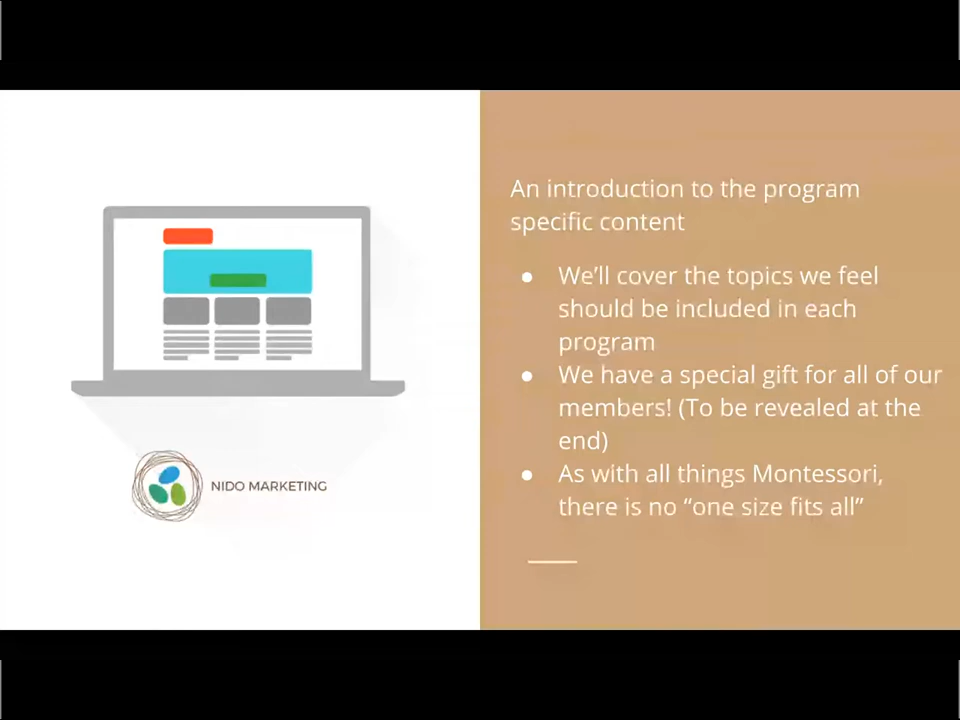 An introduction to the program
specific content
● We’ll cover the topics we feel
should be included in each
program
● We have a special gift for all of our
members! (To be revealed at the
end)
● As with all things Montessori,
there is no “one size fits all”
NIDO MARKETING